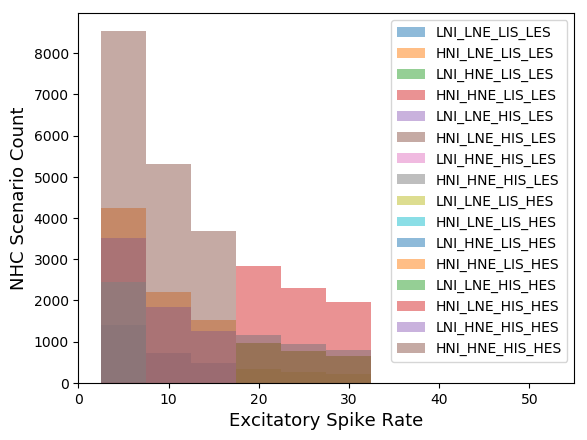 8000
7000
6000
5000
4000
3000
2000
1000
0
NHC Scenario Count
0 10 20 30 40 50
Excitatory Spike Rate
LNI_LNE_LIS_LES
HNI_LNE_LIS_LES
LNI_HNE_LIS_LES
HNI_HNE_LIS_LES
LNI_LNE_HIS_LES
HNI_LNE_HIS_LES
LNI_HNE_HIS_LES
HNI_HNE_HIS_LES
LNI_LNE_LIS_HES
HNI_LNE_LIS_HES
LNI_HNE_LIS_HES
HNI_HNE_LIS_HES
LNI_LNE_HIS_HES
HNI_LNE_HIS_HES
LNI_HNE_HIS_HES
HNI_HNE_HIS_HES